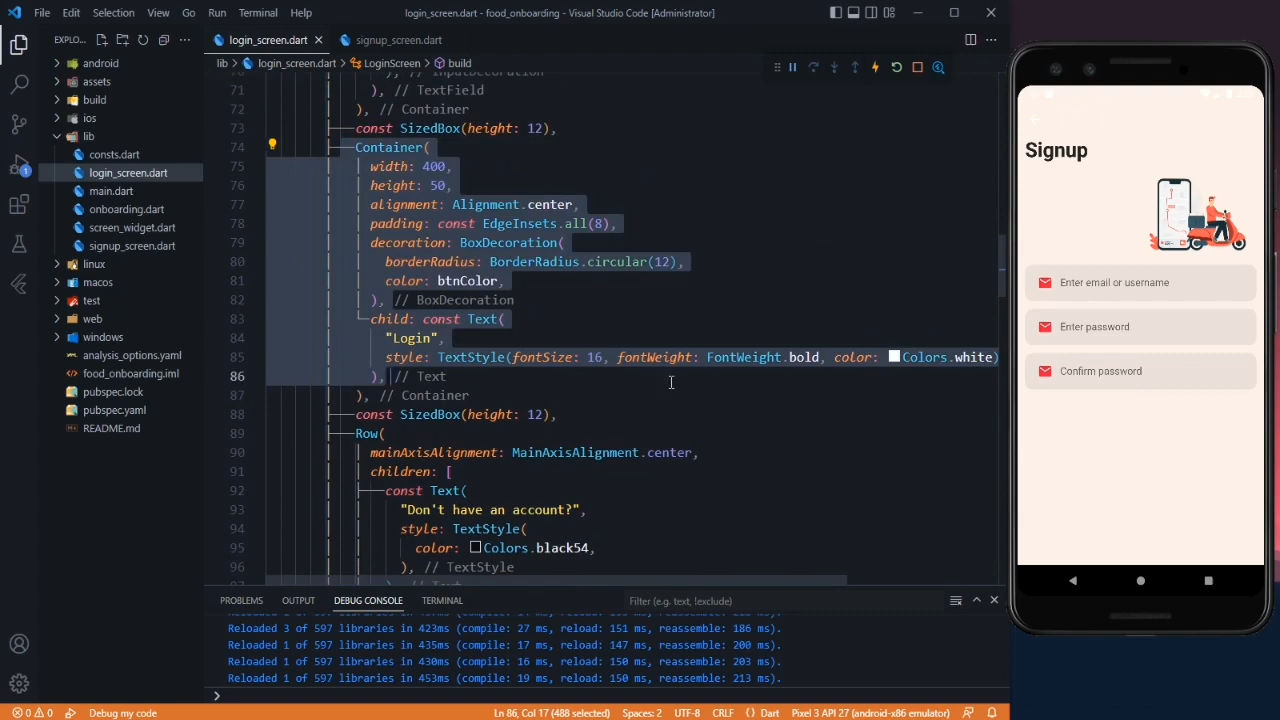 File Edit Selection View Go Run Terminal Help
login_screen.dart - food_onboarding - Visual Studio Code [Administrator]
EXPLO...
login_screen.dart
signup_screen.dart
lib > login_screen.dart > LoginScreen > build
android
assets
build
ios
lib
consts.dart
login_screen.dart
main.dart
onboarding.dart
screen_widget.dart
signup_screen.dart
linux
macos
test
web
windows
analysis_options.yaml
food_onboarding.iml
pubspec.lock
pubspec.yaml
README.md
1
), // InputDecoration
71 ), // TextField
72 ), // Container
73 const SizedBox(height: 12),
74 Container(
75 width: 400,
76 height: 50,
77 alignment: Alignment.center,
78 padding: const EdgeInsets.all(8),
79 decoration: BoxDecoration(
80 borderRadius: BorderRadius.circular(12),
81 color: btnColor,
82 ), // BoxDecoration
83 child: const Text(
84 "Login",
85 style: TextStyle(fontSize: 16, fontWeight: FontWeight.bold, color: Colors.white)
86 ), // Text
87 ), // Container
88 const SizedBox(height: 12),
89 Row(
90 mainAxisAlignment: MainAxisAlignment.center,
91 children: [
92 const Text(
93 "Don't have an account?",
94 style: TextStyle(
95 color: Colors.black54,
96 ), // TextStyle
PROBLEMS OUTPUT DEBUG CONSOLE TERMINAL
Filter (e.g. text, !exclude)
Reloaded 3 of 597 libraries in 423ms (compile: 27 ms, reload: 151 ms, reassemble: 186 ms).
Reloaded 1 of 597 libraries in 435ms (compile: 17 ms, reload: 147 ms, reassemble: 200 ms).
Reloaded 1 of 597 libraries in 430ms (compile: 16 ms, reload: 150 ms, reassemble: 203 ms).
Reloaded 1 of 597 libraries in 453ms (compile: 19 ms, reload: 150 ms, reassemble: 213 ms).
>
0 0 Debug my code
Ln 86, Col 17 (488 selected) Spaces: 2 UTF-8 CRLF {} Dart Pixel 3 API 27 (android-x86 emulator)
Signup
Enter email or username
Enter password
Confirm password